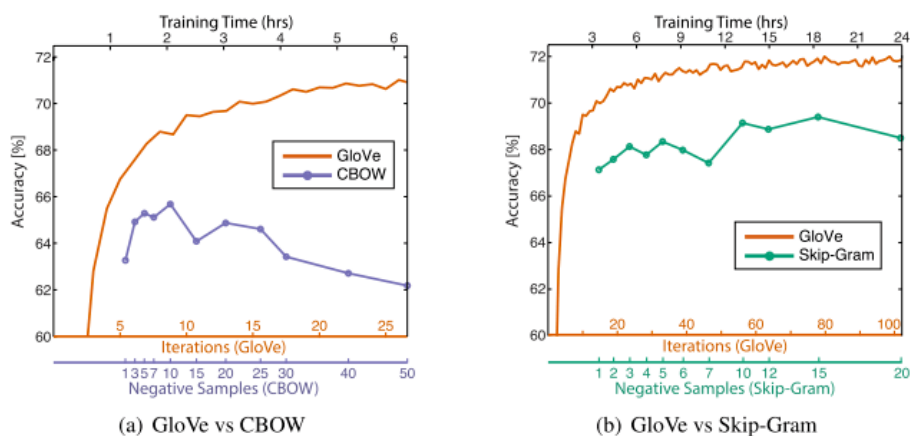 Training Time (hrs)
1 2 3 4 5 6
72
70
68
66
64
62
60
Accuracy [%]
GloVe
CBOW
5 10 15 20 25
Iterations (GloVe)
1 3 5 7 10 15 20 25 30 40 50
Negative Samples (CBOW)
(a) GloVe vs CBOW
Training Time (hrs)
3 6 9 12 15 18 21 24
72
70
68
66
64
62
60
Accuracy [%]
GloVe
Skip-Gram
20 40 60 80 100
Iterations (GloVe)
1 2 3 4 5 6 7 10 12 15 20
Negative Samples (Skip-Gram)
(b) GloVe vs Skip-Gram